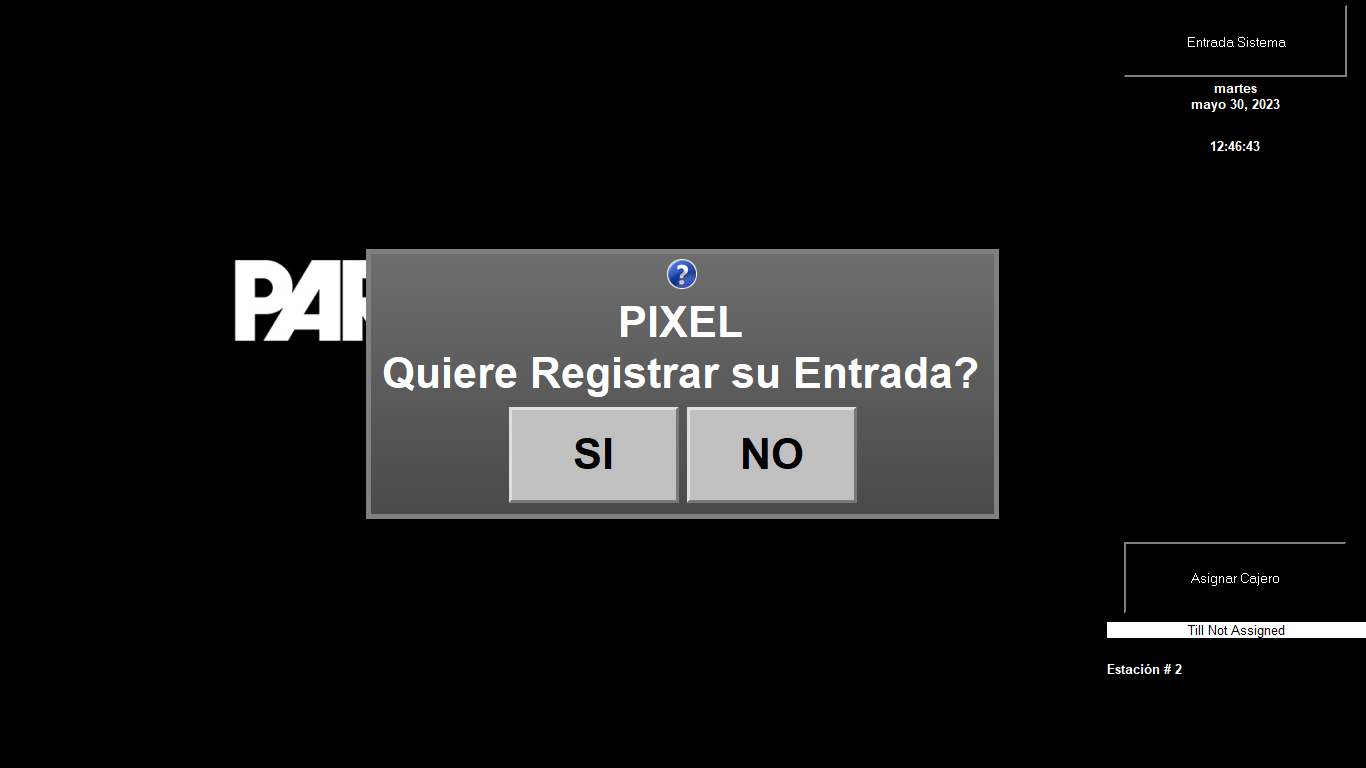 Entrada Sistema
martes
mayo 30, 2023
12:46:43
PAR
PIXEL
Quiere Registrar su Entrada?
SI
NO
Asignar Cajero
Till Not Assigned
Estación # 2